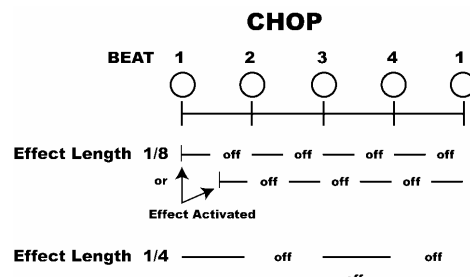 CHOP
BEAT 1 2 3 4 1
Effect Length 1/8 off off off off
or off off off
Effect Activated
Effect Length 1/4 off off